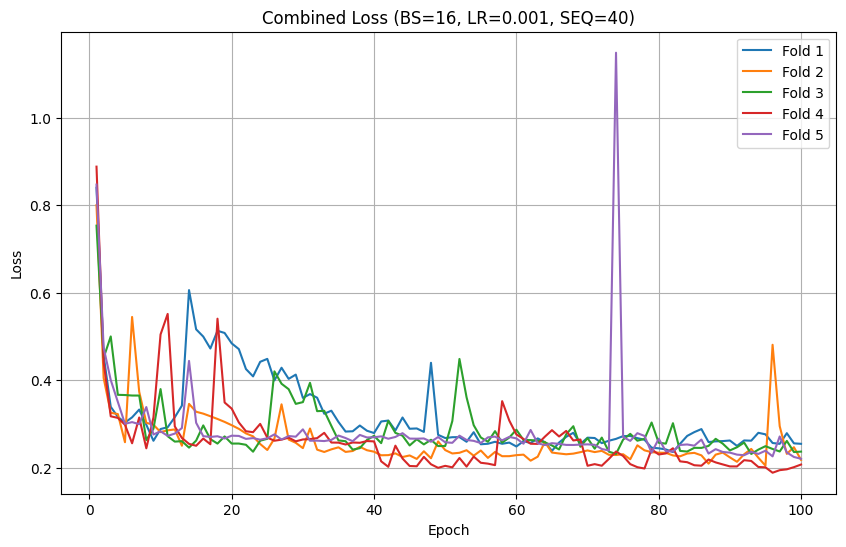 Combined Loss (BS=16, LR=0.001, SEQ=40)
Fold 1
Fold 2
Fold 3
Fold 4
Fold 5
1.0
0.8
0.6
0.4
0.2
Loss
0 20 40 60 80 100
Epoch